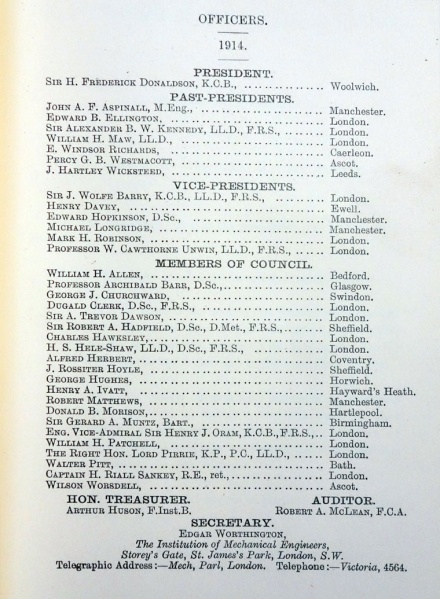 OFFICERS.
1914.
PRESIDENT.
SIR H. FREDERICK DONALDSON, K.C.B., ........ Woolwich.
PAST-PRESIDENTS.
JOHN A. F. ASPINALL, M.Eng., ........ Manchester.
EDWARD B. ELLINGTON, ........ London.
SIR ALEXANDER B. W. KENNEDY, LL.D., F.R.S., ........ London.
WILLIAM H. MAW, LL.D., ........ London.
E. WINDSOR RICHARDS, ........ Caerleon.
PERCY G. B. WESTMACOTT, ........ Ascot.
J. HARTLEY WICKSTEED, ........ Leeds.
VICE-PRESIDENTS.
SIR J. WOLFE BARRY, K.C.B., LL.D., F.R.S., ........ London.
HENRY DAVEY, ........ Ewell.
EDWARD HOPKINSON, D.Sc., ........ Manchester.
MICHAEL LONGRIDGE, ........ Manchester.
MARK H. ROBINSON, ........ London.
PROFESSOR W. CAWTHORNE UNWIN, LL.D., F.R.S., ........ London.
MEMBERS OF COUNCIL.
WILLIAM H. ALLEN, ........ Bedford.
PROFESSOR ARCHIBALD BARR, D.Sc., ........ Glasgow.
GEORGE J. CHURCHWARD, ........ Swindon.
DUGALD CLERK, D.Sc., F.R.S., ........ London.
SIR A. TREVOR DAWSON, ........ London.
SIR ROBERT A. HADFIELD, D.Sc., D.Met., F.R.S., ........ Sheffield.
CHARLES HAWKSLEY, ........ London.
H. S. HELE-SHAW, LL.D., D.Sc., F.R.S., ........ London.
ALFRED HERBERT, ........ Coventry.
J. ROSSITER HOYLE, ........ Sheffield.
GEORGE HUGHES, ........ Horwich.
HENRY A. IVATT, ........ Hayward's Heath.
ROBERT MATTHEWS, ........ Manchester.
DONALD B. MORISON, ........ Hartlepool.
SIR GERARD A. MUNTZ, BART., ........ Birmingham.
ENG. VICE-ADMIRAL SIR HENRY J. ORAM, K.C.B., F.R.S., .. London.
WILLIAM H. PATCHELL, ........ London.
THE RIGHT HON. LORD PIRRIE, K.P., P.C., LL.D., ........ London.
WALTER PITT, ........ Bath.
CAPTAIN H. RIALL SANKEY, R.E., ret., ........ London.
WILSON WORSDELL, ........ Ascot.
HON. TREASURER. AUDITOR.
ARTHUR HUSON, F.Inst.B. ROBERT A. McLEAN, F.C.A.
SECRETARY.
EDGAR WORTHINGTON,
The Institution of Mechanical Engineers,
Storey's Gate, St. James's Park, London, S.W.
Telegraphic Address:—Mech, Parl, London. Telephone:—Victoria, 4564.